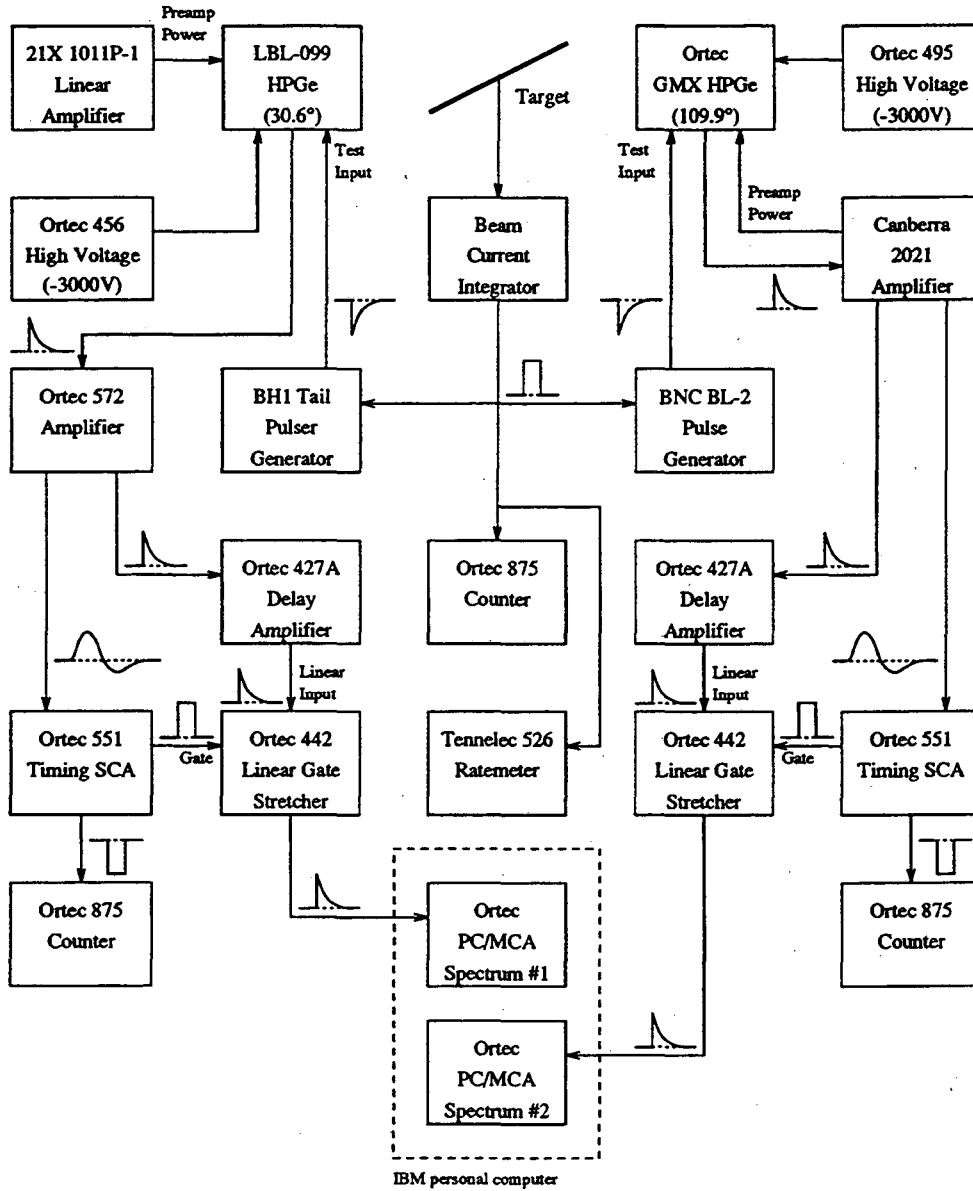 Preamp
Power
21X 1011P-1
Linear
Amplifier
LBL-099
HPGe
(30.6°)
Target
Ortec
GMX HPGe
(109.9°)
Ortec 495
High Voltage
(-3000V)
Test
Input
Test
Input
Preamp
Power
Ortec 456
High Voltage
(-3000V)
Beam
Current
Integrator
Canberra
2021
Amplifier
Ortec 572
Amplifier
BH1 Tail
Pulser
Generator
BNC BL-2
Pulse
Generator
Ortec 427A
Delay
Amplifier
Ortec 875
Counter
Ortec 427A
Delay
Amplifier
Linear
Input
Linear
Input
Ortec 551
Timing SCA
Gate
Ortec 442
Linear Gate
Stretcher
Tennelec 526
Ratemeter
Ortec 442
Linear Gate
Stretcher
Gate
Ortec 551
Timing SCA
Ortec 875
Counter
Ortec
PC/MCA
Spectrum #1
Ortec 875
Counter
Ortec
PC/MCA
Spectrum #2
IBM personal computer